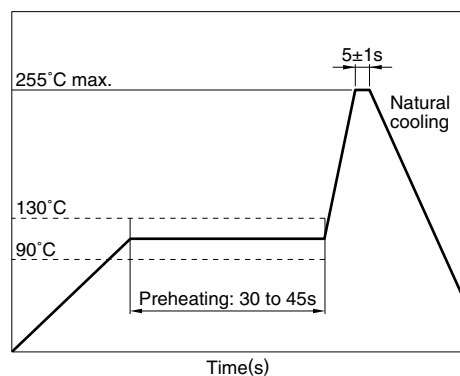 5±1s
255˚C max.
Natural
cooling
130˚C
90˚C
Preheating: 30 to 45s
Time(s)